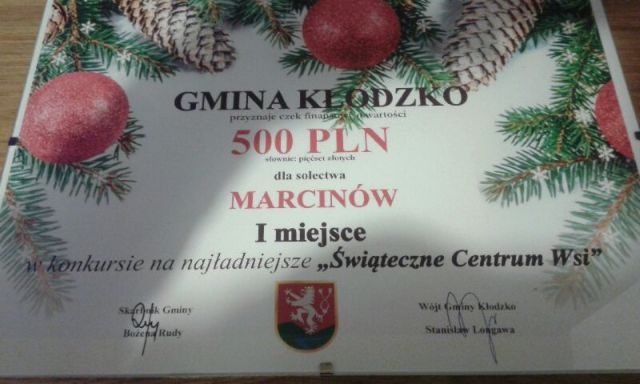 GMINA KŁODZKO
przyznaje czek finansowy o wartości
500 PLN
słownie: pięćset złotych
dla sołectwa
MARCINÓW
I miejsce
w konkursie na najładniejsze „Świąteczne Centrum Wsi”
Skarbnik Gminy
Bożena Rudy
Wójt Gminy Kłodzko
Stanisław Longawa